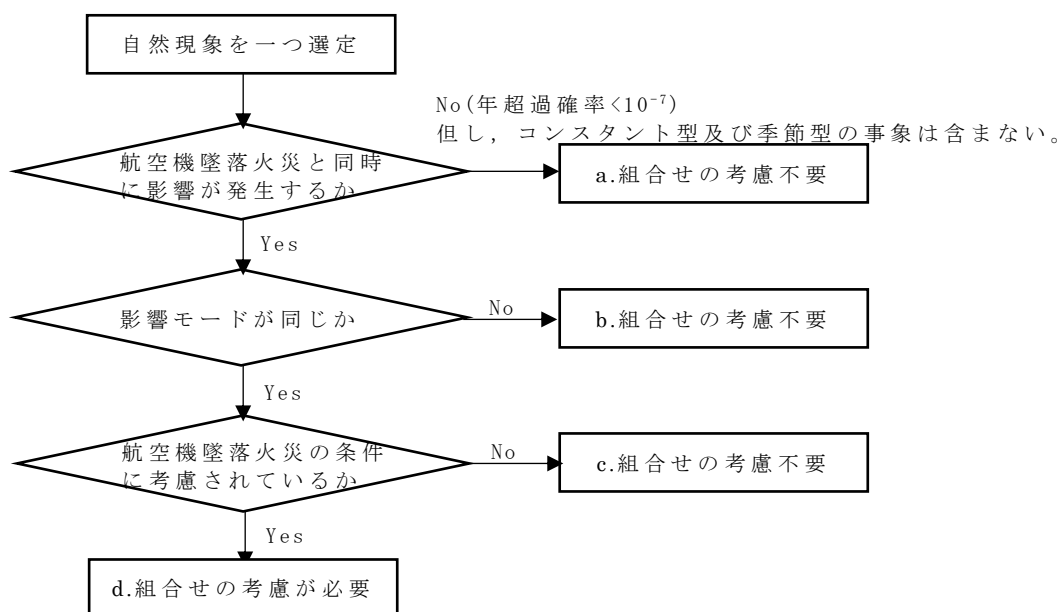 自然現象を一つ選定
No(年超過確率<10⁻⁷)
但し，コンスタント型及び季節型の事象は含まない。
航空機墜落火災と同時
に影響が発生するか
a.組合せの考慮不要
Yes
影響モードが同じか
No
b.組合せの考慮不要
Yes
航空機墜落火災の条件
に考慮されているか
No
c.組合せの考慮不要
Yes
d.組合せの考慮が必要